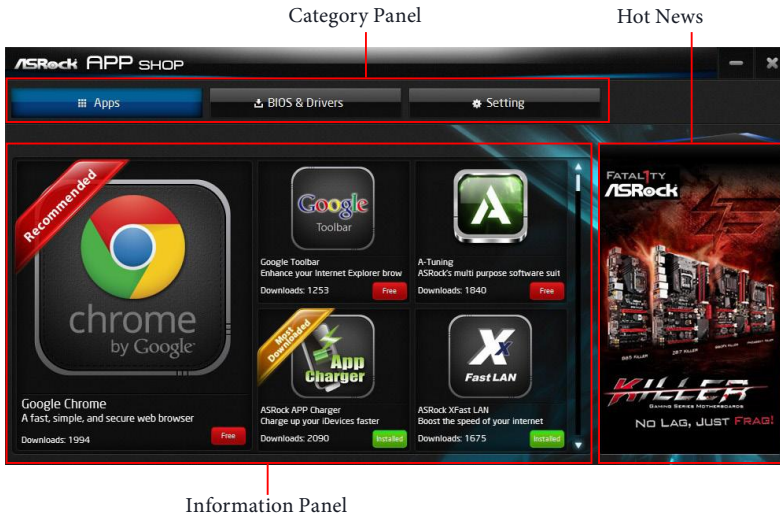 Category Panel
Hot News
ASRock APP SHOP
Apps
BIOS & Drivers
Setting
Recommended
chrome
by Google
Google Chrome
A fast, simple, and secure web browser
Downloads: 1994
Free
Google
Toolbar
Google Toolbar
Enhance your Internet Explorer brow
Downloads: 1253
Free
A
A-Tuning
ASRock's multi purpose software suit
Downloads: 1840
Free
Most
Downloaded
App
Charger
ASRock APP Charger
Charge up your iDevices faster
Downloads: 2090
Installed
Fast LAN
ASRock XFast LAN
Boost the speed of your internet
Downloads: 1675
Installed
FATAL1TY
ASRock
B85 KILLER
Z87 KILLER
KILLER
GAMING SERIES MOTHERBOARDS
NO LAG, JUST FRAG!
Information Panel